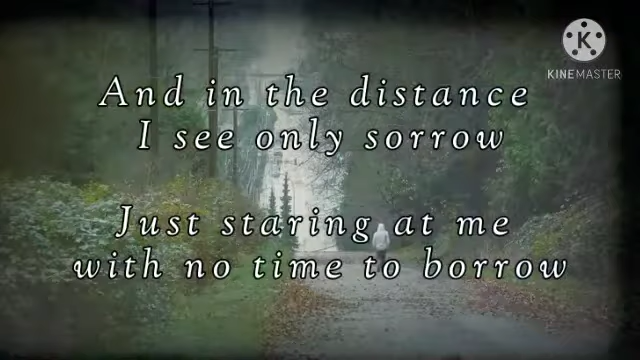 K
KINEMASTER
And in the distance
I see only sorrow
Just staring at me
with no time to borrow